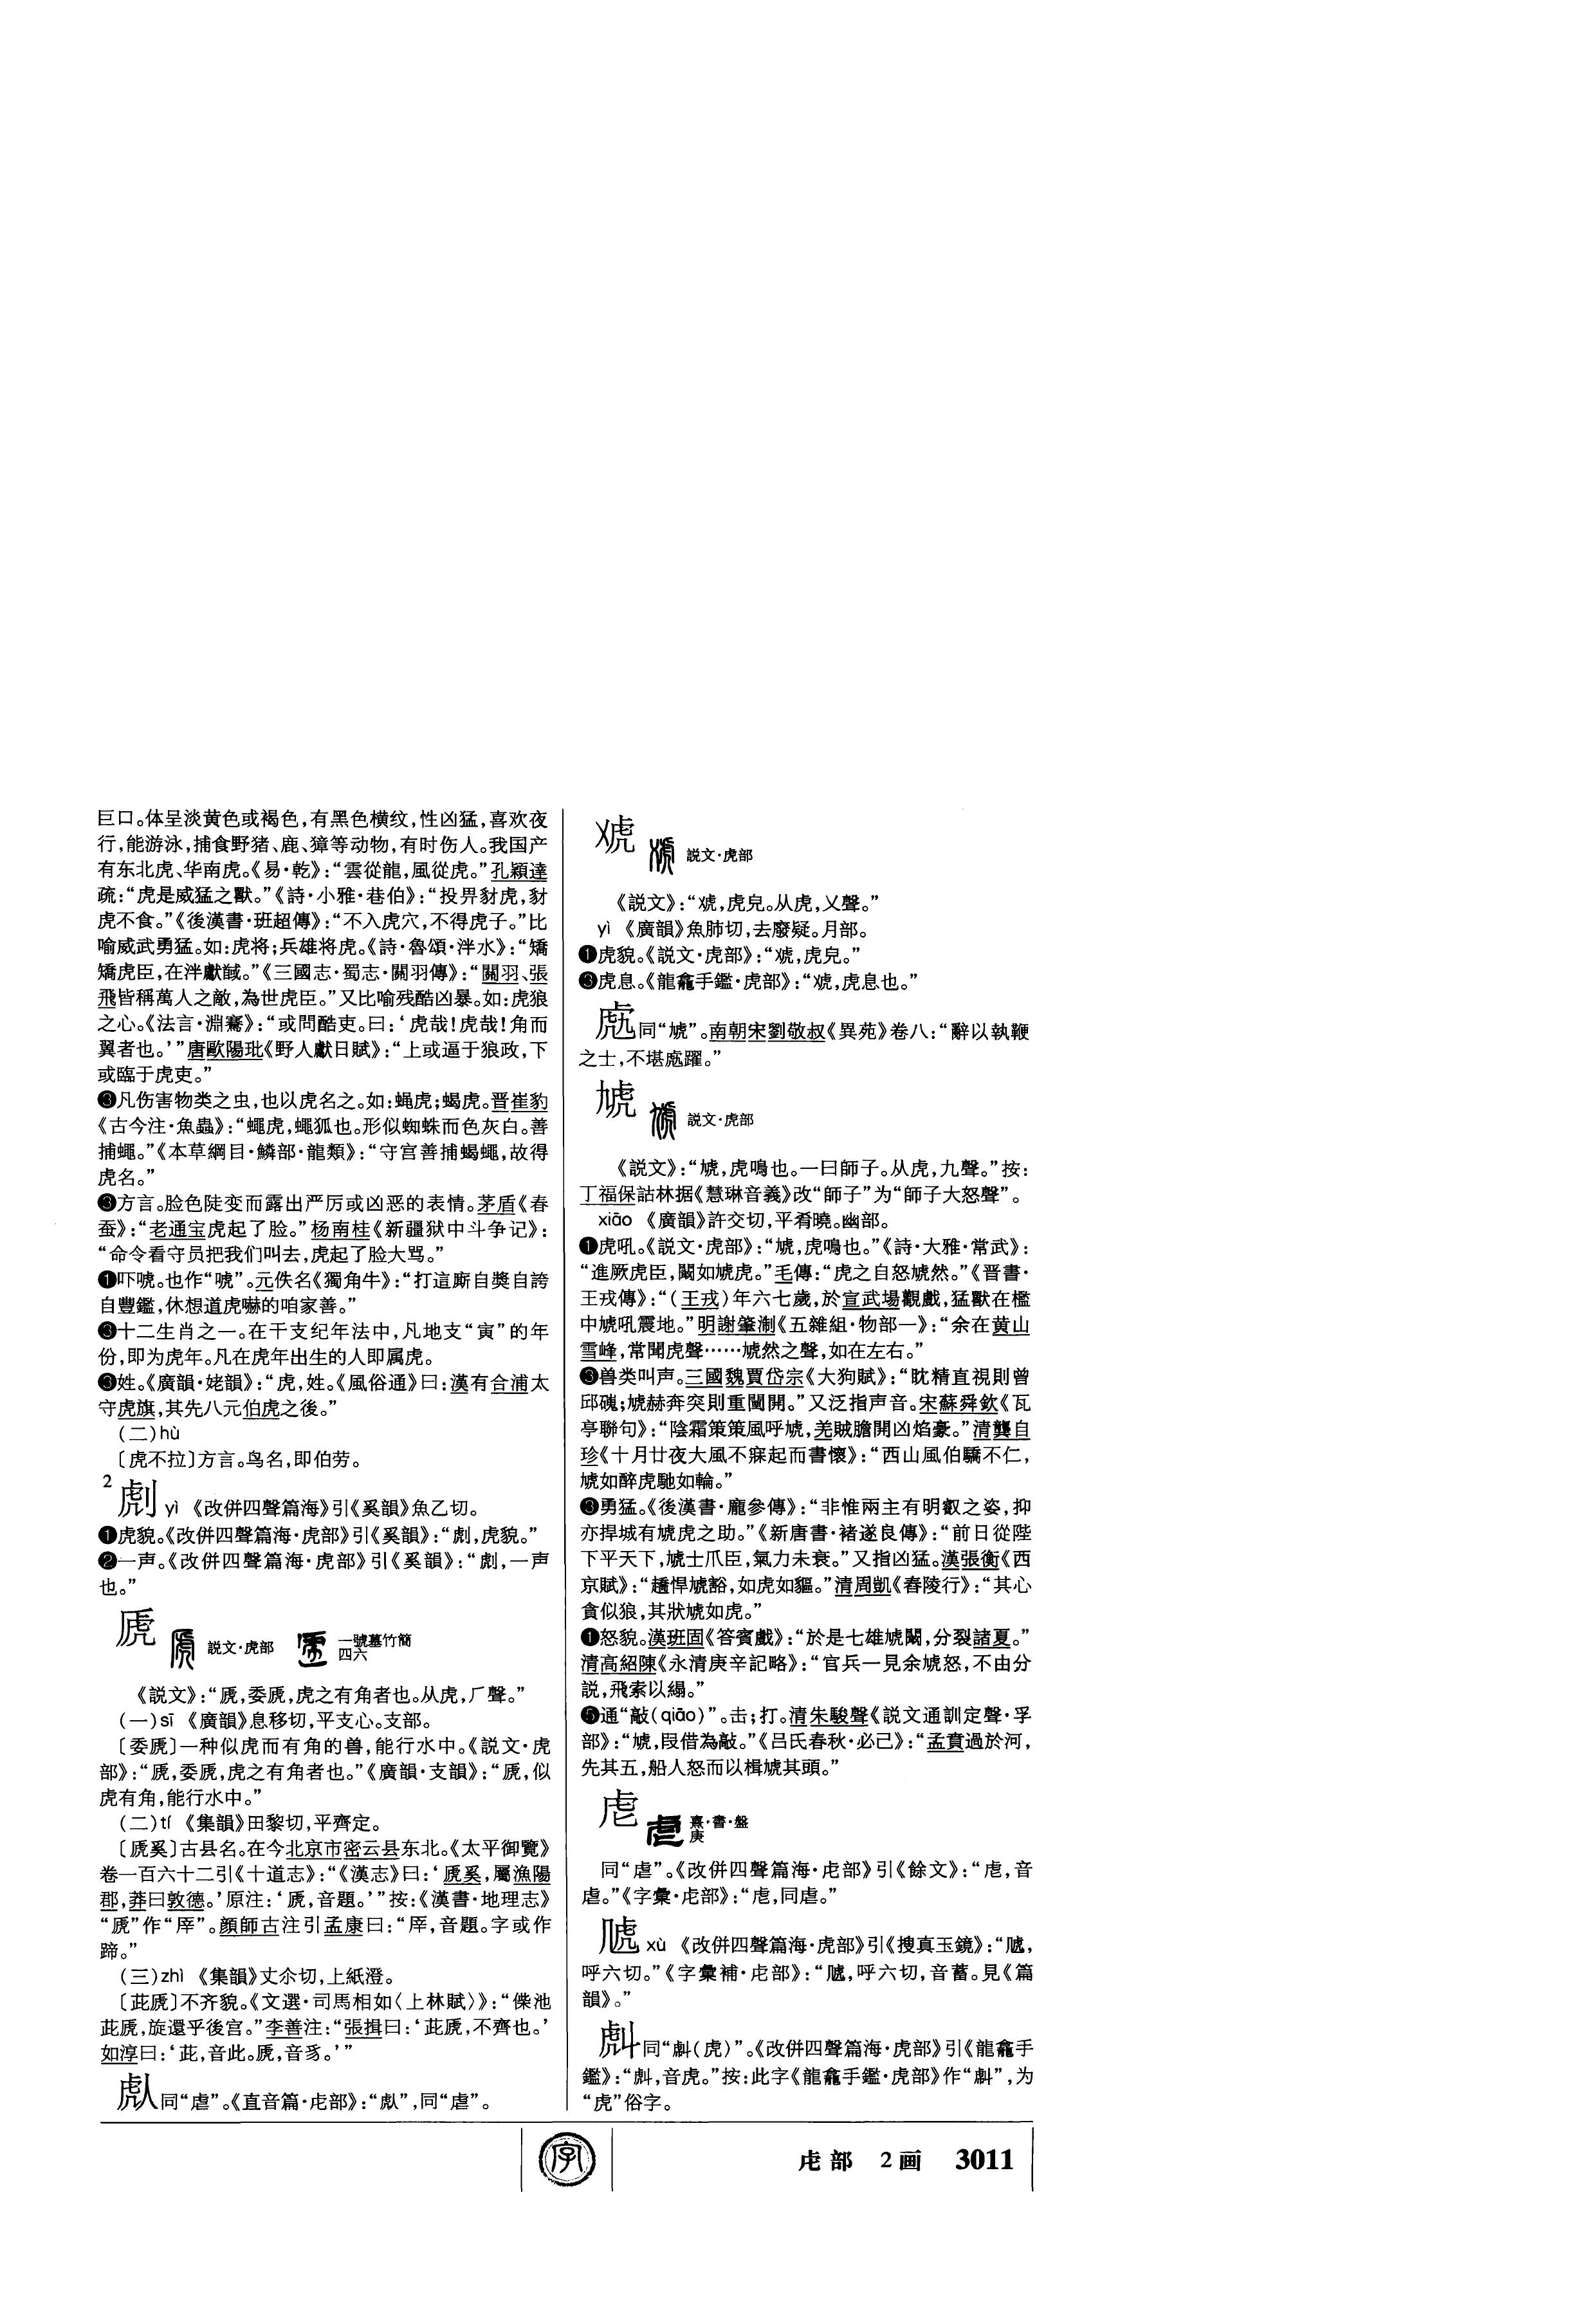 巨口。体呈淡黄色或褐色,有黑色横纹,性凶猛,喜欢夜
行,能游泳,捕食野猪、鹿、獐等动物,有时伤人。我国产
有东北虎、华南虎。《易·乾》:“雲從龍,風從虎。”孔穎達
疏:“虎是威猛之獸。”《詩·小雅·巷伯》:“投畀豺虎,豺
虎不食。”《後漢書·班超傳》:“不入虎穴,不得虎子。”比
喻威武勇猛。如:虎将;兵雄将虎。《詩·魯頌·泮水》:“矯
矯虎臣,在泮獻馘。”《三國志·蜀志·關羽傳》:“關羽、張
飛皆稱萬人之敵,為世虎臣。”又比喻残酷凶暴。如:虎狼
之心。《法言·淵騫》:“或問酷吏。曰:‘虎哉!虎哉!角而
翼者也。’”唐歐陽玭《野人獻日賦》:“上或逼于狼政,下
或臨于虎吏。”
❸凡伤害物类之虫,也以虎名之。如:蝇虎;蝎虎。晋崔豹
《古今注·魚蟲》:“蠅虎,蠅狐也。形似蜘蛛而色灰白。善
捕蠅。”《本草綱目·鱗部·龍類》:“守宫善捕蝎蠅,故得
虎名。”
❸方言。脸色陡变而露出严厉或凶恶的表情。茅盾《春
蚕》:“老通宝虎起了脸。”杨南桂《新疆狱中斗争记》:
“命令看守员把我们叫去,虎起了脸大骂。”
❶吓唬。也作“唬”。元佚名《獨角牛》:“打這廝自獎自誇
自豐鑑,休想道虎嚇的咱家善。”
❸十二生肖之一。在干支纪年法中,凡地支“寅”的年
份,即为虎年。凡在虎年出生的人即属虎。
❸姓。《廣韻·姥韻》:“虎,姓。《風俗通》曰:漢有合浦太
守虎旗,其先八元伯虎之後。”
(二)hù
〔虎不拉〕方言。鸟名,即伯劳。
2
yì 《改併四聲篇海》引《奚韻》魚乙切。
❶虎貌。《改併四聲篇海·虎部》引《奚韻》:“,虎貌。”
❷一声。《改併四聲篇海·虎部》引《奚韻》:“,一声
也。”
虒 説文·虎部 一號墓竹簡
四六
《説文》:“虒,委虒,虎之有角者也。从虎,厂聲。”
(一)sī 《廣韻》息移切,平支心。支部。
〔委虒〕一种似虎而有角的兽,能行水中。《説文·虎
部》:“虒,委虒,虎之有角者也。”《廣韻·支韻》:“虒,似
虎有角,能行水中。”
(二)tí 《集韻》田黎切,平齊定。
〔虒奚〕古县名。在今北京市密云县东北。《太平御覽》
卷一百六十二引《十道志》:“《漢志》曰:‘虒奚,屬漁陽
郡,莽曰敦德。’原注:‘虒,音題。’”按:《漢書·地理志》
“虒”作“厗”。顔師古注引孟康曰:“厗,音題。字或作
蹄。”
(三)zhì 《集韻》丈尒切,上紙澄。
〔茈虒〕不齐貌。《文選·司馬相如〈上林賦〉》:“傑池
茈虒,旋還乎後宫。”李善注:“張揖曰:‘茈虒,不齊也。’
如淳曰:‘茈,音此。虒,音豸。’”
同“虐”。《直音篇·虍部》:“”,同“虐”。
虓 説文·虎部
《説文》:“,虎皃。从虎,乂聲。”
yì 《廣韻》魚肺切,去廢疑。月部。
❶虎貌。《説文·虎部》:“,虎皃。”
❸虎息。《龍龕手鑑·虎部》:“,虎息也。”
同“虓”。南朝宋劉敬叔《異苑》卷八:“辭以執鞭
之士,不堪躍。”
虓 説文·虎部
《説文》:“虓,虎鳴也。一曰師子。从虎,九聲。”按:
丁福保詁林据《慧琳音義》改“師子”为“師子大怒聲”。
xiāo 《廣韻》許交切,平肴曉。幽部。
❶虎吼。《説文·虎部》:“虓,虎鳴也。”《詩·大雅·常武》:
“進厥虎臣,闞如虓虎。”毛傳:“虎之自怒虓然。”《晋書·
王戎傳》:“(王戎)年六七歲,於宣武場觀戲,猛獸在檻
中虓吼震地。”明謝肇淛《五雜組·物部一》:“余在黄山
雪峰,常聞虎聲……虓然之聲,如在左右。”
❸兽类叫声。三國魏賈岱宗《大狗賦》:“眈精直視則曾
邱磈;虓赫奔突則重闉開。”又泛指声音。宋蘇舜欽《瓦
亭聯句》:“陰霜策策風呼虓,羌賊膽開凶焰豪。”清龔自
珍《十月廿夜大風不寐起而書懷》:“西山風伯驕不仁,
虓如醉虎馳如輪。”
❸勇猛。《後漢書·龐參傳》:“非惟兩主有明叡之姿,抑
亦扞城有虓虎之助。”《新唐書·褚遂良傳》:“前日從陛
下平天下,虓士爪臣,氣力未衰。”又指凶猛。漢張衡《西
京賦》:“趫悍虓豁,如虎如貙。”清周凱《舂陵行》:“其心
貪似狼,其狀虓如虎。”
❶怒貌。漢班固《答賓戲》:“於是七雄虓闞,分裂諸夏。”
清高紹陳《永清庚辛記略》:“官兵一見余虓怒,不由分
説,飛索以縎。”
❺通“敲(qiāo)”。击;打。清朱駿聲《説文通訓定聲·孚
部》:“虓,叚借為敲。”《吕氏春秋·必己》:“孟賁過於河,
先其五,船人怒而以楫虓其頭。”
熹·書·盤
庚
同“虐”。《改併四聲篇海·虍部》引《餘文》:“,音
虐。”《字彙·虍部》:“,同虐。”
xù 《改併四聲篇海·虎部》引《搜真玉鏡》:“,
呼六切。”《字彙補·虍部》:“,呼六切,音蓄。見《篇
韻》。”
同“(虎)”。《改併四聲篇海·虎部》引《龍龕手
鑑》:“,音虎。”按:此字《龍龕手鑑·虎部》作“”,为
“虎”俗字。
字
虍部 2画 3011